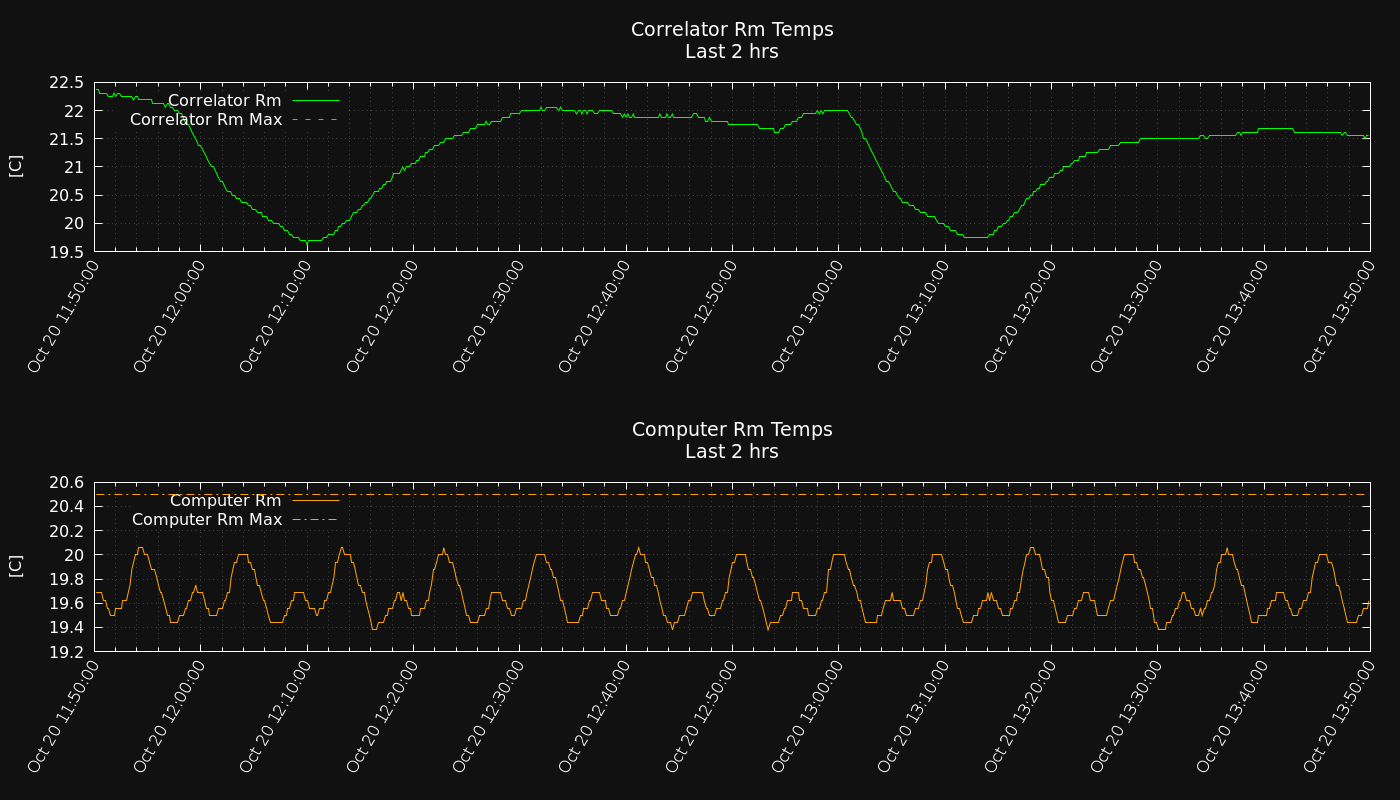 Correlator Rm Temps
Last 2 hrs
[C]
22.5
22
21.5
21
20.5
20
19.5
Correlator Rm
Correlator Rm Max
Oct 20 11:50:00
Oct 20 12:00:00
Oct 20 12:10:00
Oct 20 12:20:00
Oct 20 12:30:00
Oct 20 12:40:00
Oct 20 12:50:00
Oct 20 13:00:00
Oct 20 13:10:00
Oct 20 13:20:00
Oct 20 13:30:00
Oct 20 13:40:00
Oct 20 13:50:00
Computer Rm Temps
Last 2 hrs
[C]
20.6
20.4
20.2
20
19.8
19.6
19.4
19.2
Computer Rm
Computer Rm Max
Oct 20 11:50:00
Oct 20 12:00:00
Oct 20 12:10:00
Oct 20 12:20:00
Oct 20 12:30:00
Oct 20 12:40:00
Oct 20 12:50:00
Oct 20 13:00:00
Oct 20 13:10:00
Oct 20 13:20:00
Oct 20 13:30:00
Oct 20 13:40:00
Oct 20 13:50:00